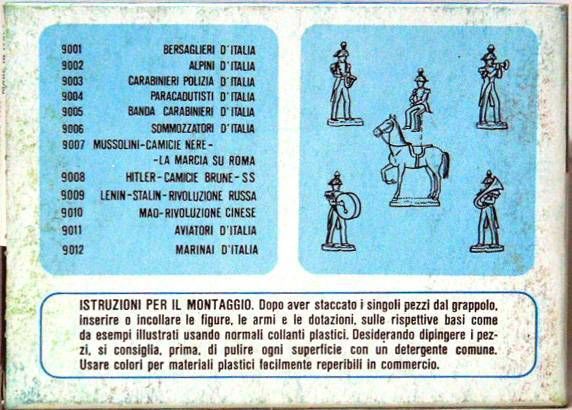 9001 BERSAGLIERI D'ITALIA
9002 ALPINI D'ITALIA
9003 CARABINIERI POLIZIA D'ITALIA
9004 PARACADUTISTI D'ITALIA
9005 BANDA CARABINIERI D'ITALIA
9006 SOMMOZZATORI D'ITALIA
9007 MUSSOLINI-CAMICIE NERE-
-LA MARCIA SU ROMA
9008 HITLER-CAMICIE BRUNE-SS
9009 LENIN-STALIN-RIVOLUZIONE RUSSA
9010 MAO-RIVOLUZIONE CINESE
9011 AVIATORI D'ITALIA
9012 MARINAI D'ITALIA
ISTRUZIONI PER IL MONTAGGIO. Dopo aver staccato i singoli pezzi dal grappolo,
inserire o incollare le figure, le armi e le dotazioni, sulle rispettive basi come
da esempi illustrati usando normali collanti plastici. Desiderando dipingere i pez-
zi, si consiglia, prima, di pulire ogni superficie con un detergente comune.
Usare colori per materiali plastici facilmente reperibili in commercio.